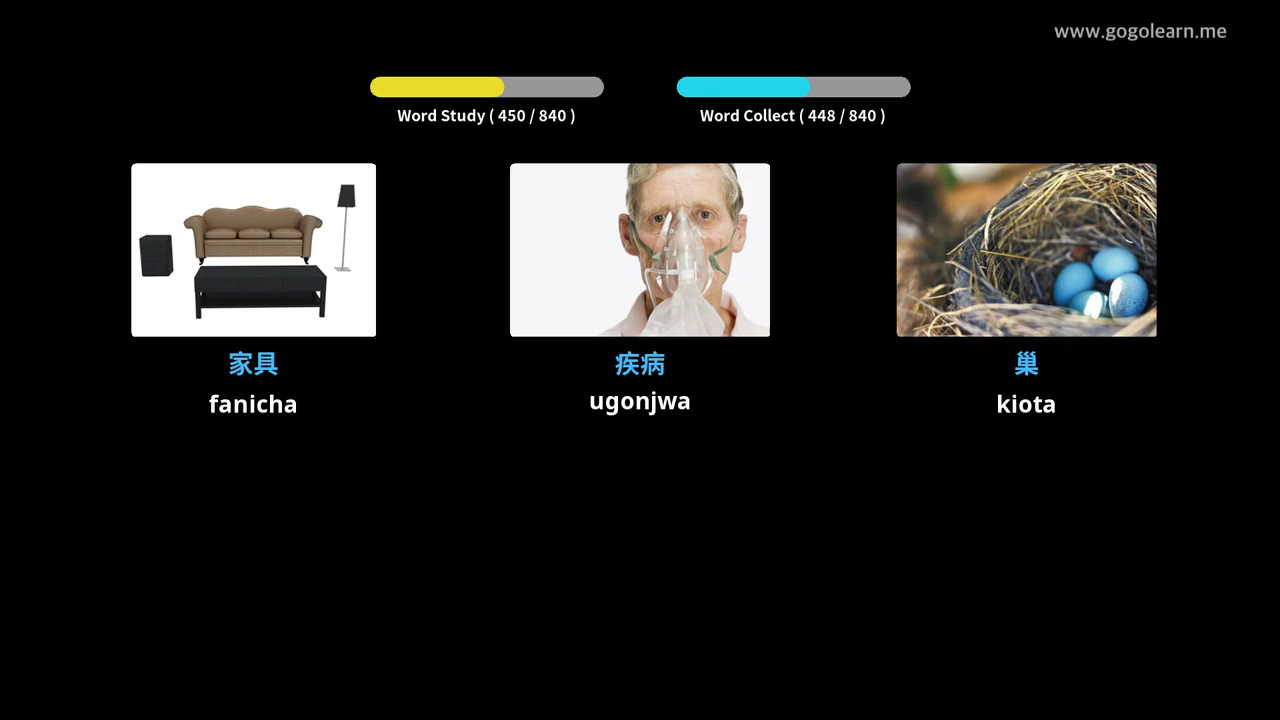 www.gogolearn.me
Word Study ( 450 / 840 )
Word Collect ( 448 / 840 )
家具
fanicha
疾病
ugonjwa
巣
kiota